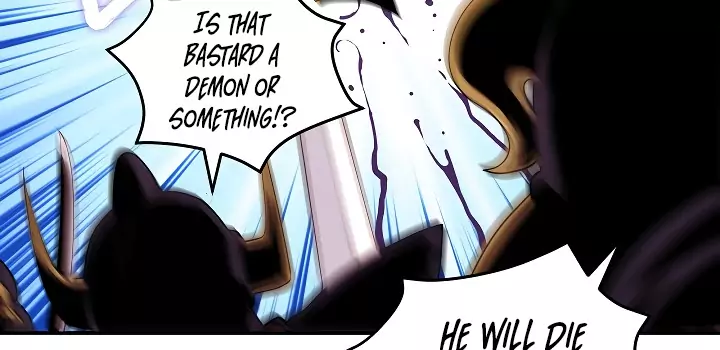 IS THAT
BASTARD A
DEMON OR
SOMETHING!?
HE WILL DIE